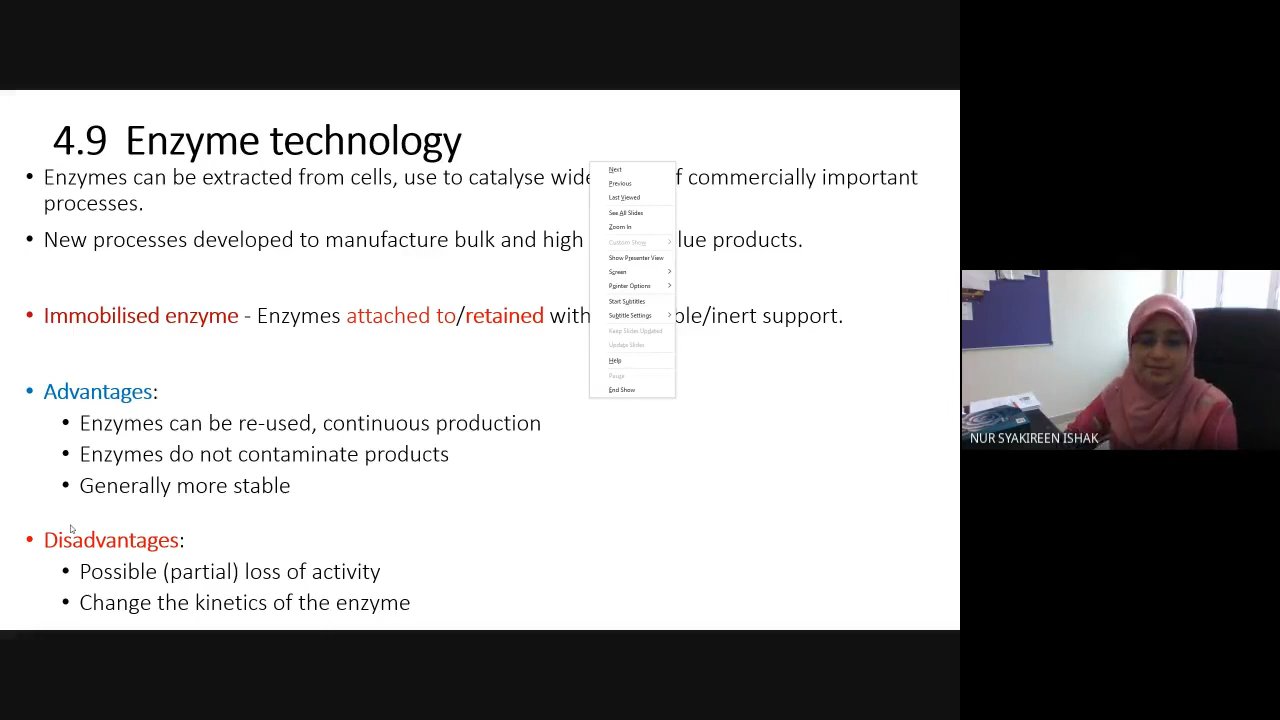 4.9 Enzyme technology
• Enzymes can be extracted from cells, use to catalyse wide f commercially important
processes.
• New processes developed to manufacture bulk and high lue products.
• Immobilised enzyme - Enzymes attached to/retained with ble/inert support.
• Advantages:
• Enzymes can be re-used, continuous production
• Enzymes do not contaminate products
• Generally more stable
• Disadvantages:
• Possible (partial) loss of activity
• Change the kinetics of the enzyme
Next
Previous
Last Viewed
See All Slides
Zoom In
Custom Show
Show Presenter View
Screen
Pointer Options
Start Subtitles
Subtitle Settings
Keep Slides Updated
Update Slides
Help
Pause
End Show
NUR SYAKIREEN ISHAK